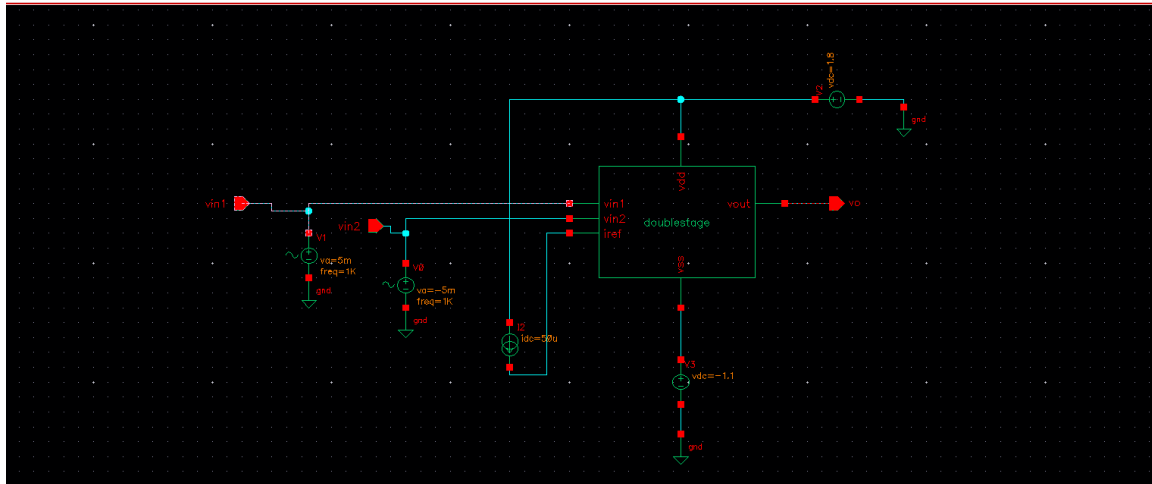 vdc=1.8
V2
gnd
vdd
vin1
vin1
vout
vo
vin2
vin2
doublestage
iref
V1
va=5m
freq=1K
gnd
V0
va=-5m
freq=1K
gnd
vss
I2
idc=50u
V3
vdc=-1.1
gnd